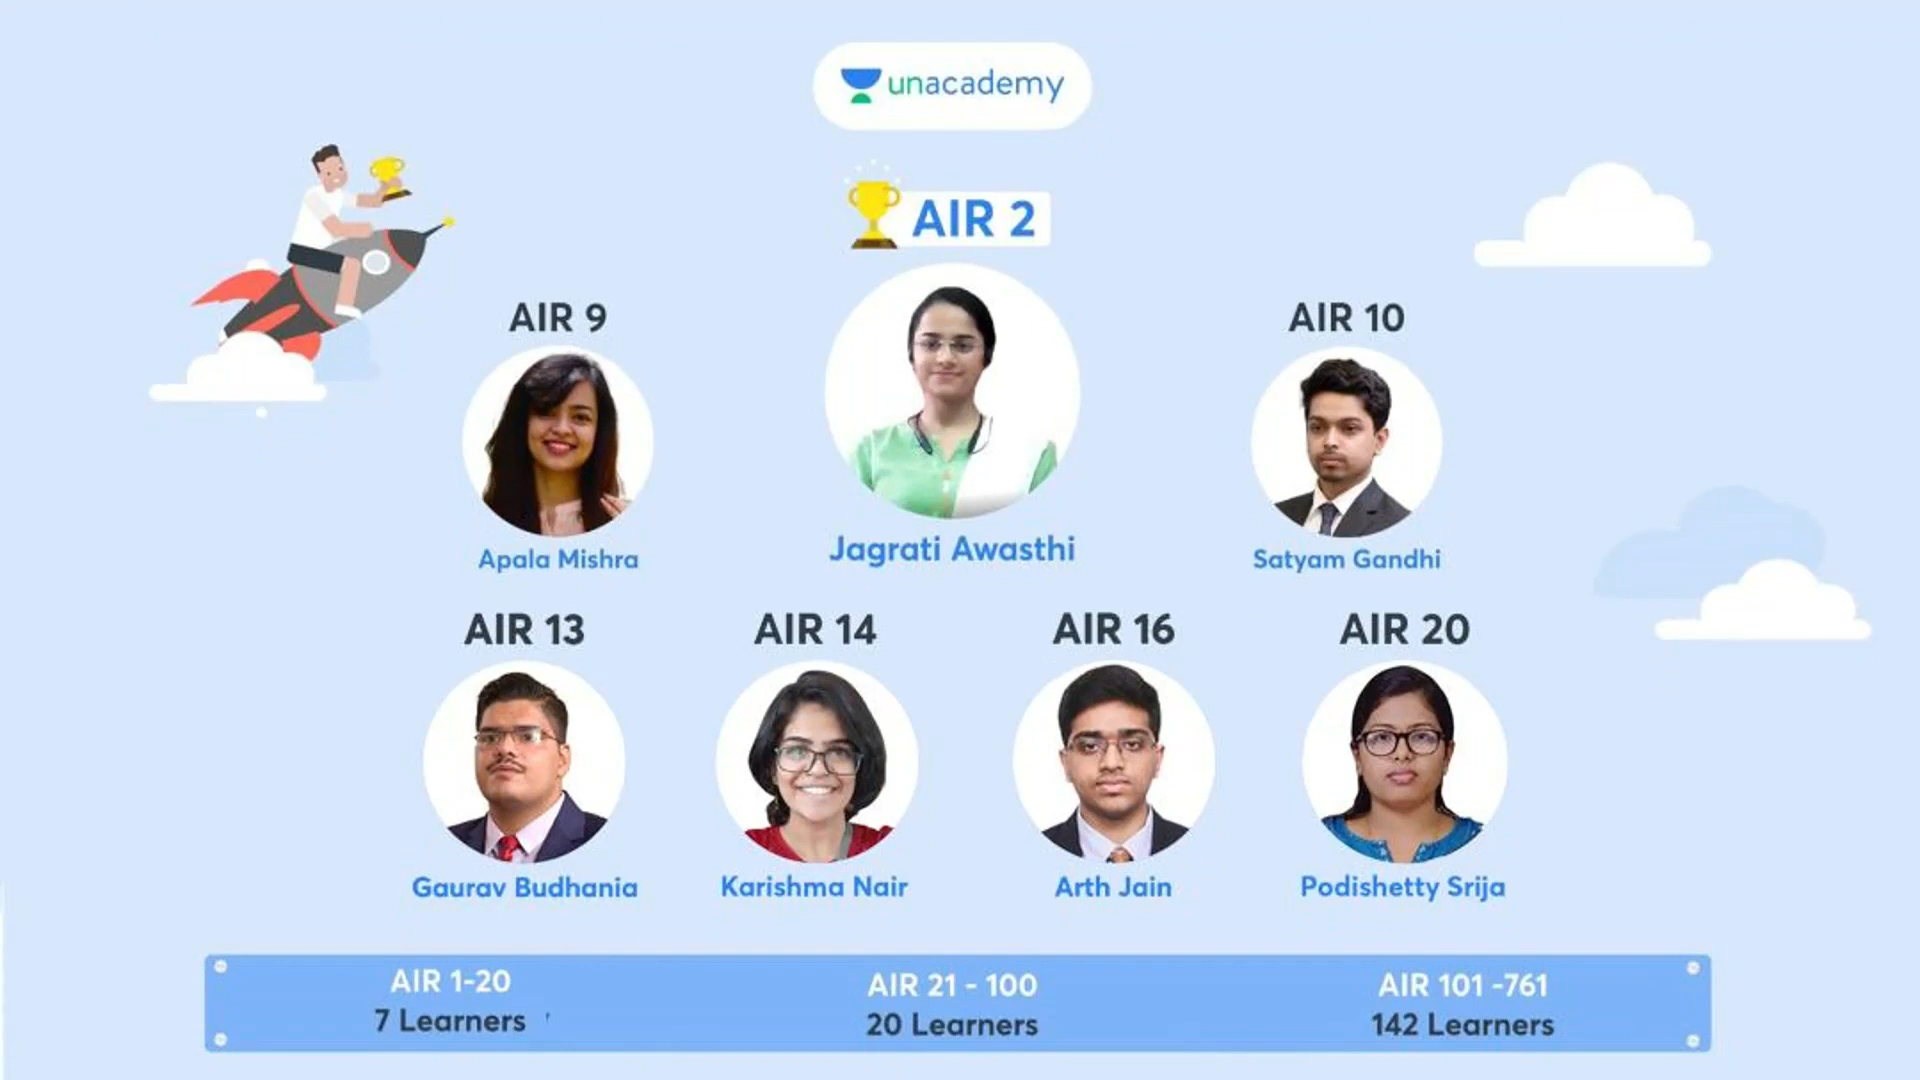 unacademy
AIR 2
AIR 9
AIR 10
Apala Mishra
Jagrati Awasthi
Satyam Gandhi
AIR 13
AIR 14
AIR 16
AIR 20
Gaurav Budhania
Karishma Nair
Arth Jain
Podishetty Srija
AIR 1-20
7 Learners
AIR 21 - 100
20 Learners
AIR 101 -761
142 Learners